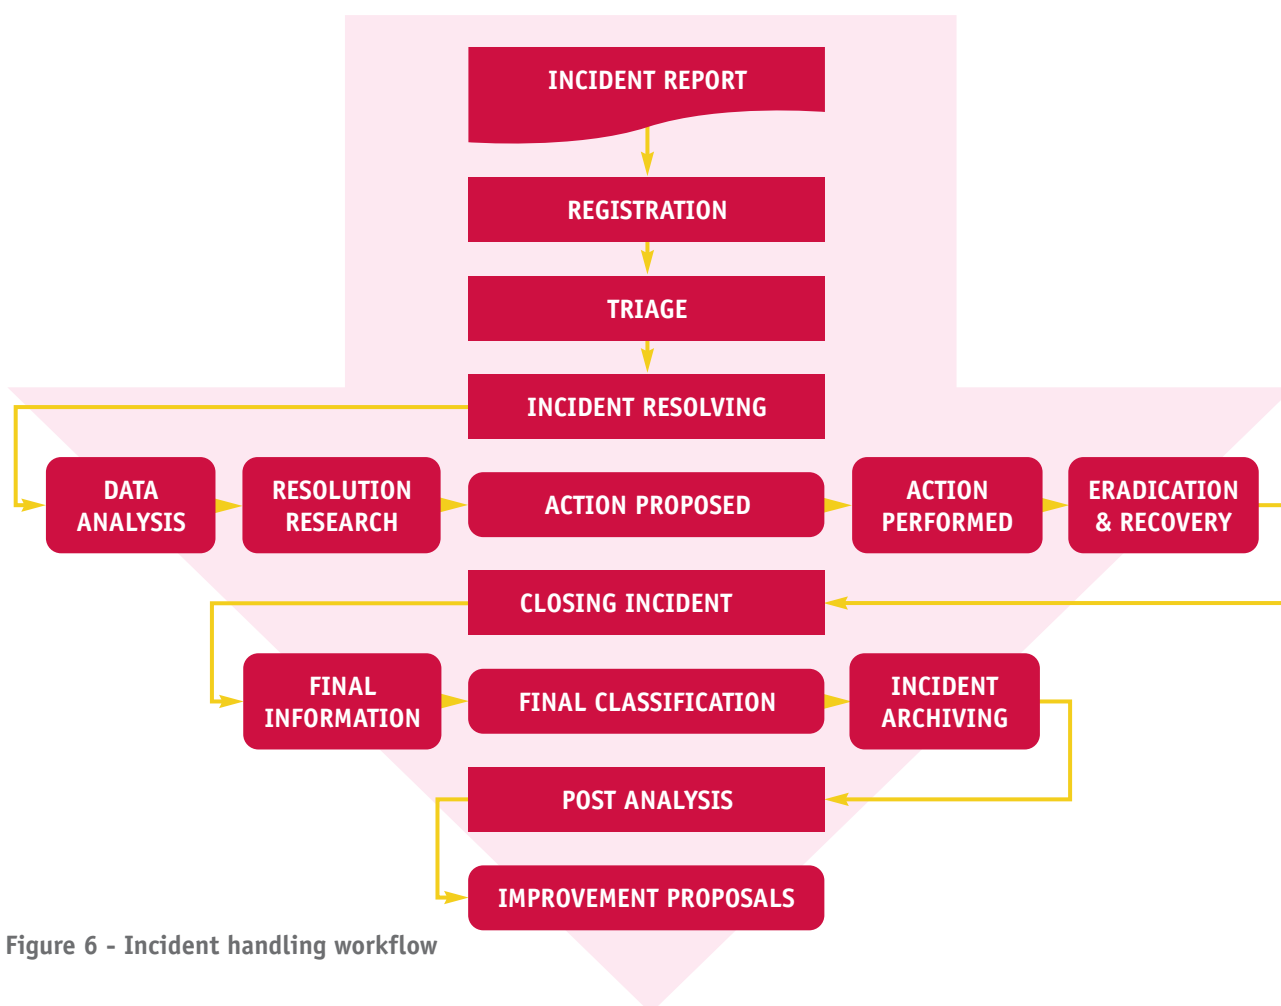 INCIDENT REPORT
REGISTRATION
TRIAGE
INCIDENT RESOLVING
DATA
ANALYSIS
RESOLUTION
RESEARCH
ACTION PROPOSED
ACTION
PERFORMED
ERADICATION
& RECOVERY
CLOSING INCIDENT
FINAL
INFORMATION
FINAL CLASSIFICATION
INCIDENT
ARCHIVING
POST ANALYSIS
IMPROVEMENT PROPOSALS
Figure 6 - Incident handling workflow